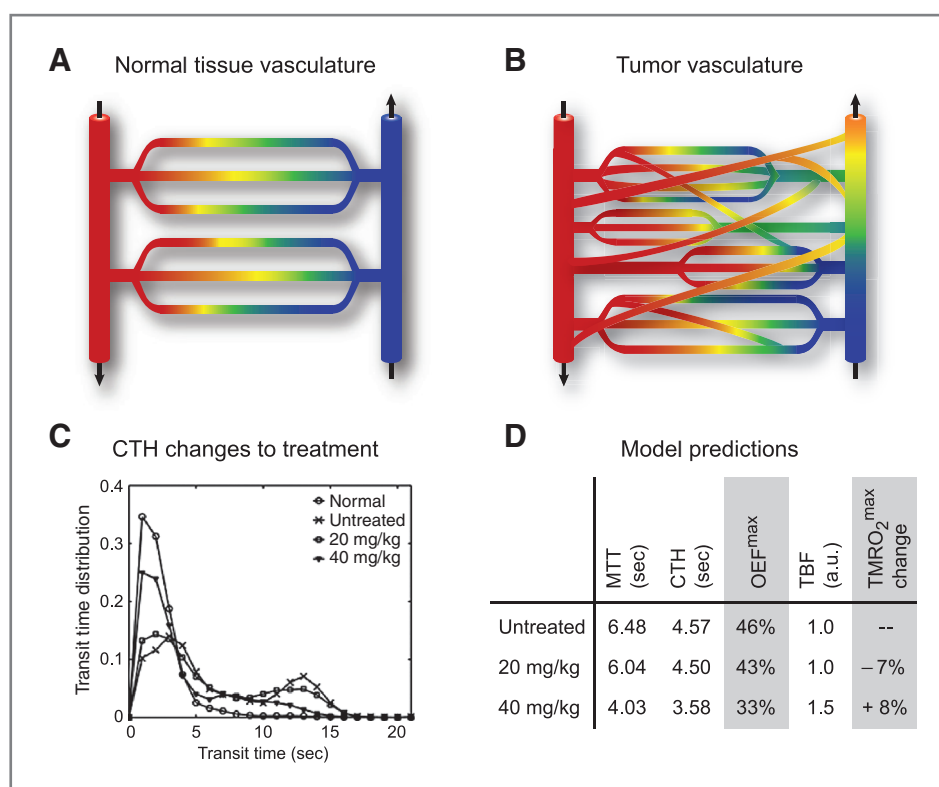 A Normal tissue vasculature
B Tumor vasculature
C CTH changes to treatment
Transit time distribution
0.4
0.3
0.2
0.1
0
0 5 10 15 20
Transit time (sec)
Normal
Untreated
20 mg/kg
40 mg/kg
D Model predictions
MTT (sec)
CTH (sec)
OEFmax
TBF (a.u.)
TMRO2max change
Untreated 6.48 4.57 46% 1.0 --
20 mg/kg 6.04 4.50 43% 1.0 – 7%
40 mg/kg 4.03 3.58 33% 1.5 + 8%